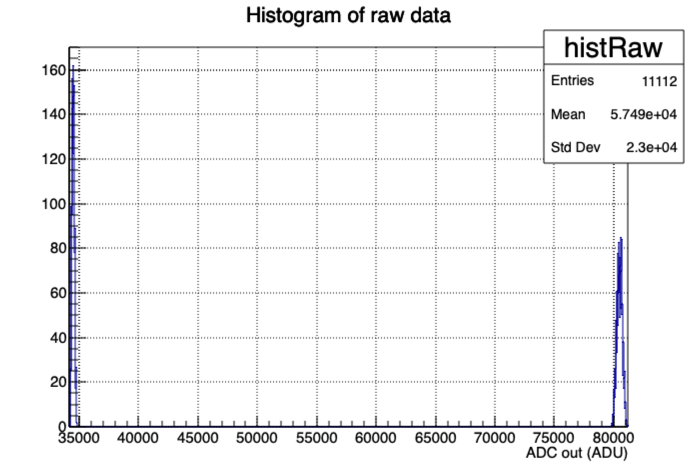 Histogram of raw data
histRaw
Entries 11112
Mean 5.749e+04
Std Dev 2.3e+04
160
140
120
100
80
60
40
20
0
35000 40000 45000 50000 55000 60000 65000 70000 75000 80000
ADC out (ADU)